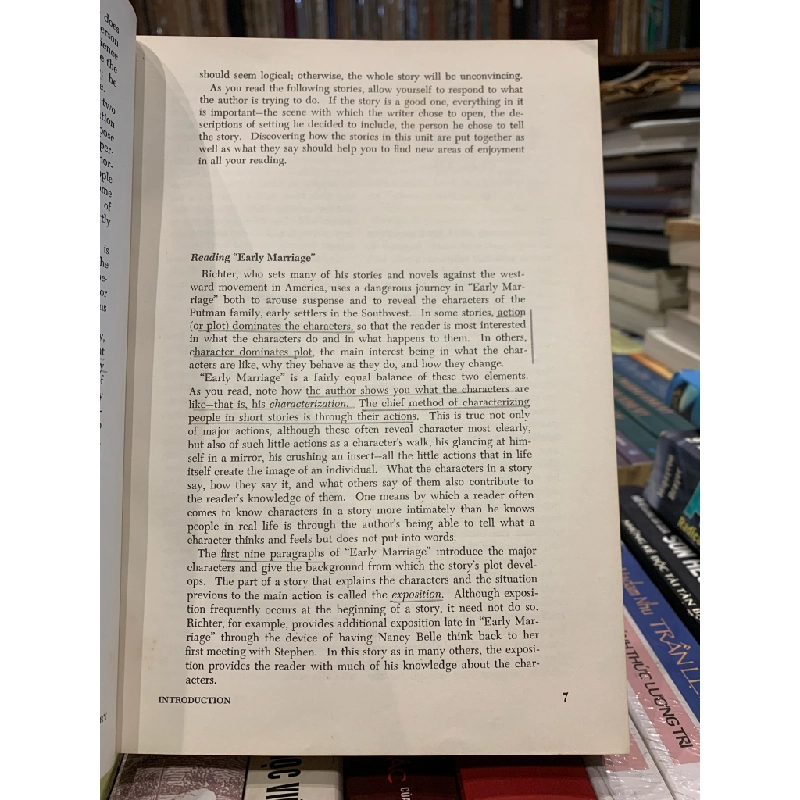 should seem logical; otherwise, the whole story will be unconvincing.
As you read the following stories, allow yourself to respond to what
the author is trying to do. If the story is a good one, everything in it
is important—the scene with which the writer chose to open, the de-
scriptions of setting he decided to include, the person he chose to tell
the story. Discovering how the stories in this unit are put together as
well as what they say should help you to find new areas of enjoyment
in all your reading.
Reading "Early Marriage"
Richter, who sets many of his stories and novels against the west-
ward movement in America, uses a dangerous journey in "Early Mar-
riage" both to arouse suspense and to reveal the characters of the
Putman family, early settlers in the Southwest. In some stories, action
(or plot) dominates the characters, so that the reader is most interested
in what the characters do and in what happens to them. In others,
character dominates plot, the main interest being in what the char-
acters are like, why they behave as they do, and how they change.
"Early Marriage" is a fairly equal balance of these two elements.
As you read, note how the author shows you what the characters are
like—that is, his characterization. The chief method of characterizing
people in short stories is through their actions. This is true not only
of major actions, although these often reveal character most clearly,
but also of such little actions as a character's walk, his glancing at him-
self in a mirror, his crushing an insect—all the little actions that in life
itself create the image of an individual. What the characters in a story
say, how they say it, and what others say of them also contribute to
the reader's knowledge of them. One means by which a reader often
comes to know characters in a story more intimately than he knows
people in real life is through the author's being able to tell what a
character thinks and feels but does not put into words.
The first nine paragraphs of "Early Marriage" introduce the major
characters and give the background from which the story's plot devel-
ops. The part of a story that explains the characters and the situation
previous to the main action is called the exposition. Although exposi-
tion frequently occurs at the beginning of a story, it need not do so.
Richter, for example, provides additional exposition late in "Early Mar-
riage" through the device of having Nancy Belle think back to her
first meeting with Stephen. In this story as in many others, the exposi-
tion provides the reader with much of his knowledge about the char-
acters.
INTRODUCTION
7
TRẦN
THỨC LƯƠNG TRI